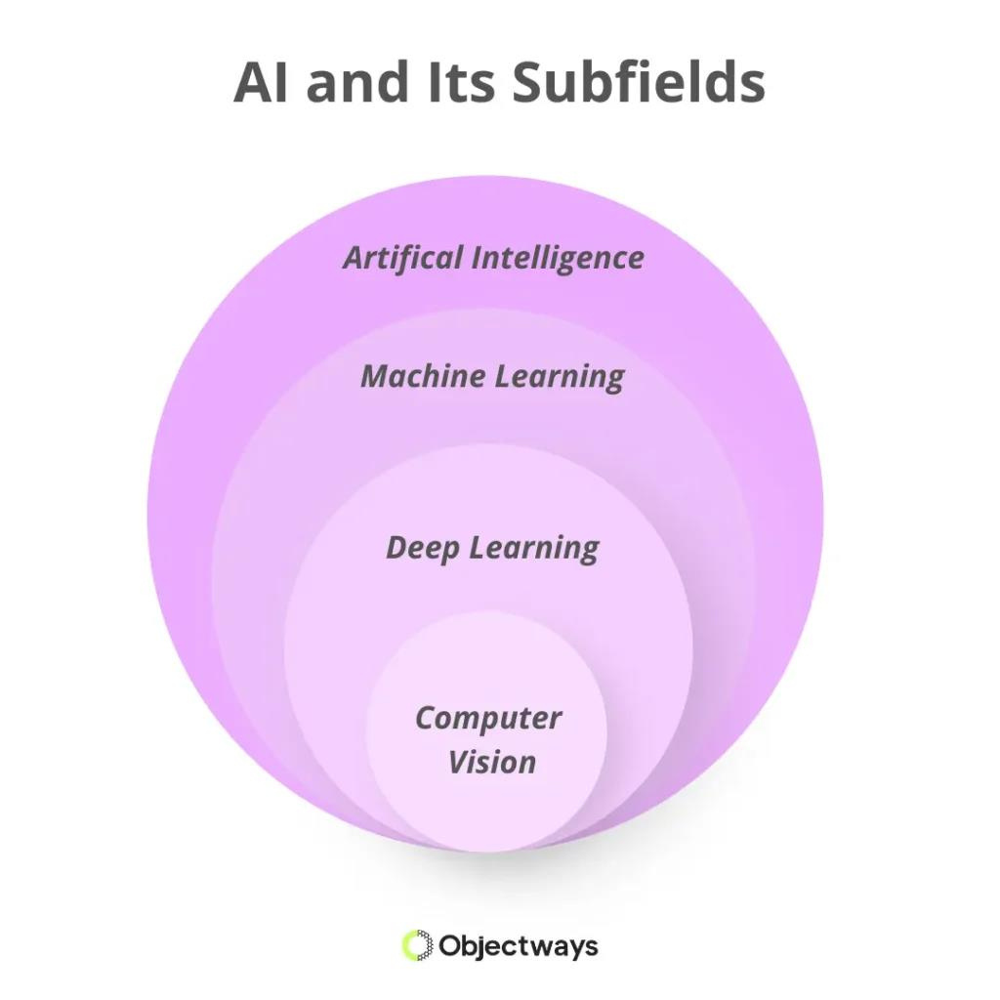 AI and Its Subfields
Artifical Intelligence
Machine Learning
Deep Learning
Computer
Vision
Objectways